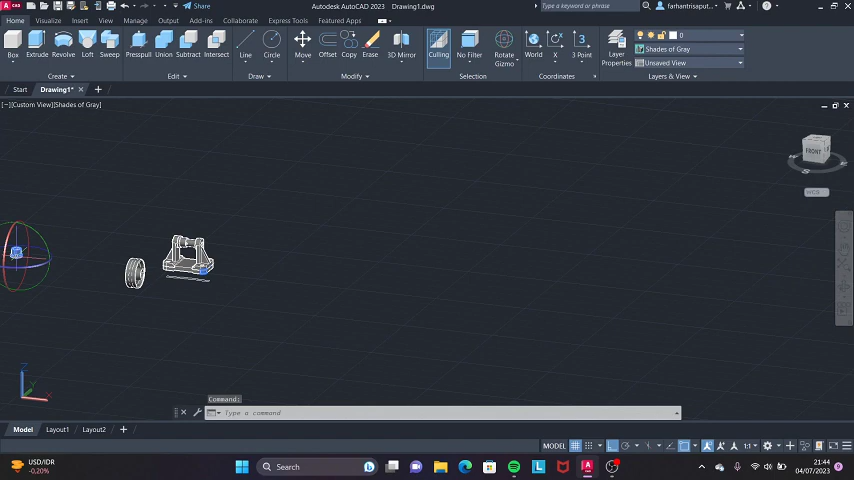 CAD
Share
Autodesk AutoCAD 2023 Drawing1.dwg
Type a keyword or phrase
farhantrisaput...
Home Visualize Insert View Manage Output Add-ins Collaborate Express Tools Featured Apps
Box Extrude Revolve Loft Sweep Presspull Union Subtract Intersect Line Circle Move Offset Copy Erase 3D Mirror Culling No Filter Rotate Gizmo World X 3 Point Layer Properties
0
Shades of Gray
Unsaved View
Create Edit Draw Modify Selection Coordinates Layers & View
Start Drawing1*
[−][Custom View][Shades of Gray]
FRONT
WCS
Z
Y
X
Command:
Type a command
Model Layout1 Layout2
MODEL 1:1
USD/IDR
-0,20%
Search
21:44
04/07/2023